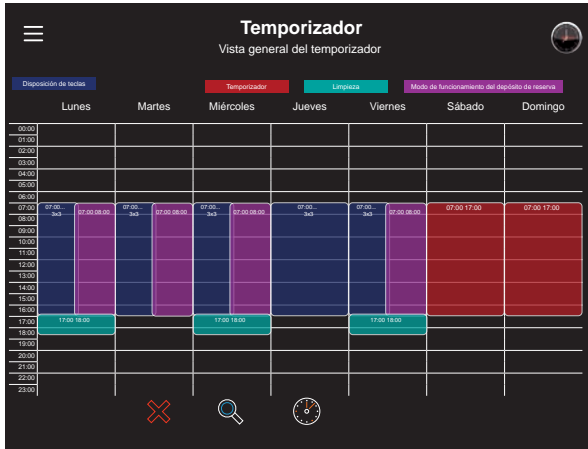 Temporizador
Vista general del temporizador
Disposición de teclas
Temporizador
Limpieza
Modo de funcionamiento del depósito de reserva
Lunes Martes Miércoles Jueves Viernes Sábado Domingo
00:00
01:00
02:00
03:00
04:00
05:00
06:00
07:00
07:00... 07:00... 07:00... 07:00... 07:00... 07:00 17:00 07:00 17:00
3x3 07:00 08:00 3x3 07:00 08:00 3x3 07:00 08:00 3x3 3x3 07:00 08:00
08:00
09:00
10:00
11:00
12:00
13:00
14:00
15:00
16:00
17:00 17:00 18:00 17:00 18:00 17:00 18:00
18:00
19:00
20:00
21:00
22:00
23:00